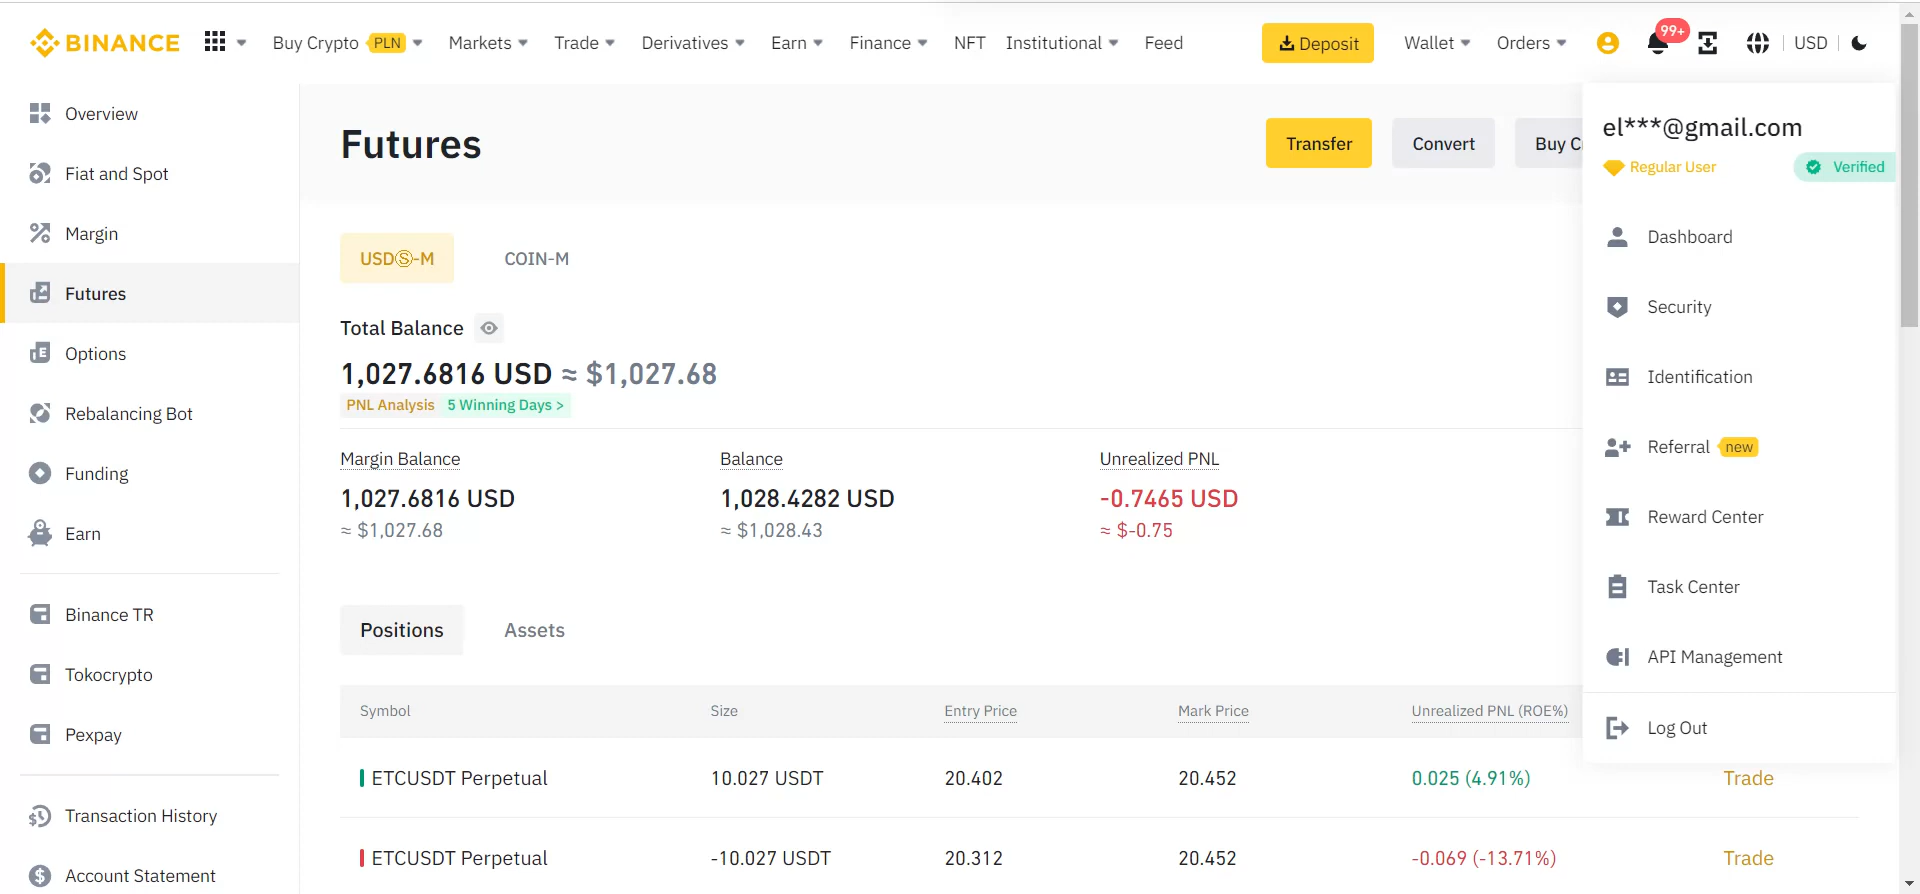 BINANCE Buy Crypto PLN Markets Trade Derivatives Earn Finance NFT Institutional Feed Deposit Wallet Orders 99+ USD
Overview
Fiat and Spot
Margin
Futures
Options
Rebalancing Bot
Funding
Earn
Binance TR
Tokocrypto
Pexpay
Transaction History
Account Statement
Futures
Transfer Convert Buy
USDⓈ-M COIN-M
Total Balance
1,027.6816 USD ≈ $1,027.68
PNL Analysis 5 Winning Days >
Margin Balance Balance Unrealized PNL
1,027.6816 USD 1,028.4282 USD -0.7465 USD
≈ $1,027.68 ≈ $1,028.43 ≈ $-0.75
Positions Assets
Symbol Size Entry Price Mark Price Unrealized PNL (ROE%)
ETCUSDT Perpetual 10.027 USDT 20.402 20.452 0.025 (4.91%) Trade
ETCUSDT Perpetual -10.027 USDT 20.312 20.452 -0.069 (-13.71%) Trade
el***@gmail.com
Regular User Verified
Dashboard
Security
Identification
Referral new
Reward Center
Task Center
API Management
Log Out